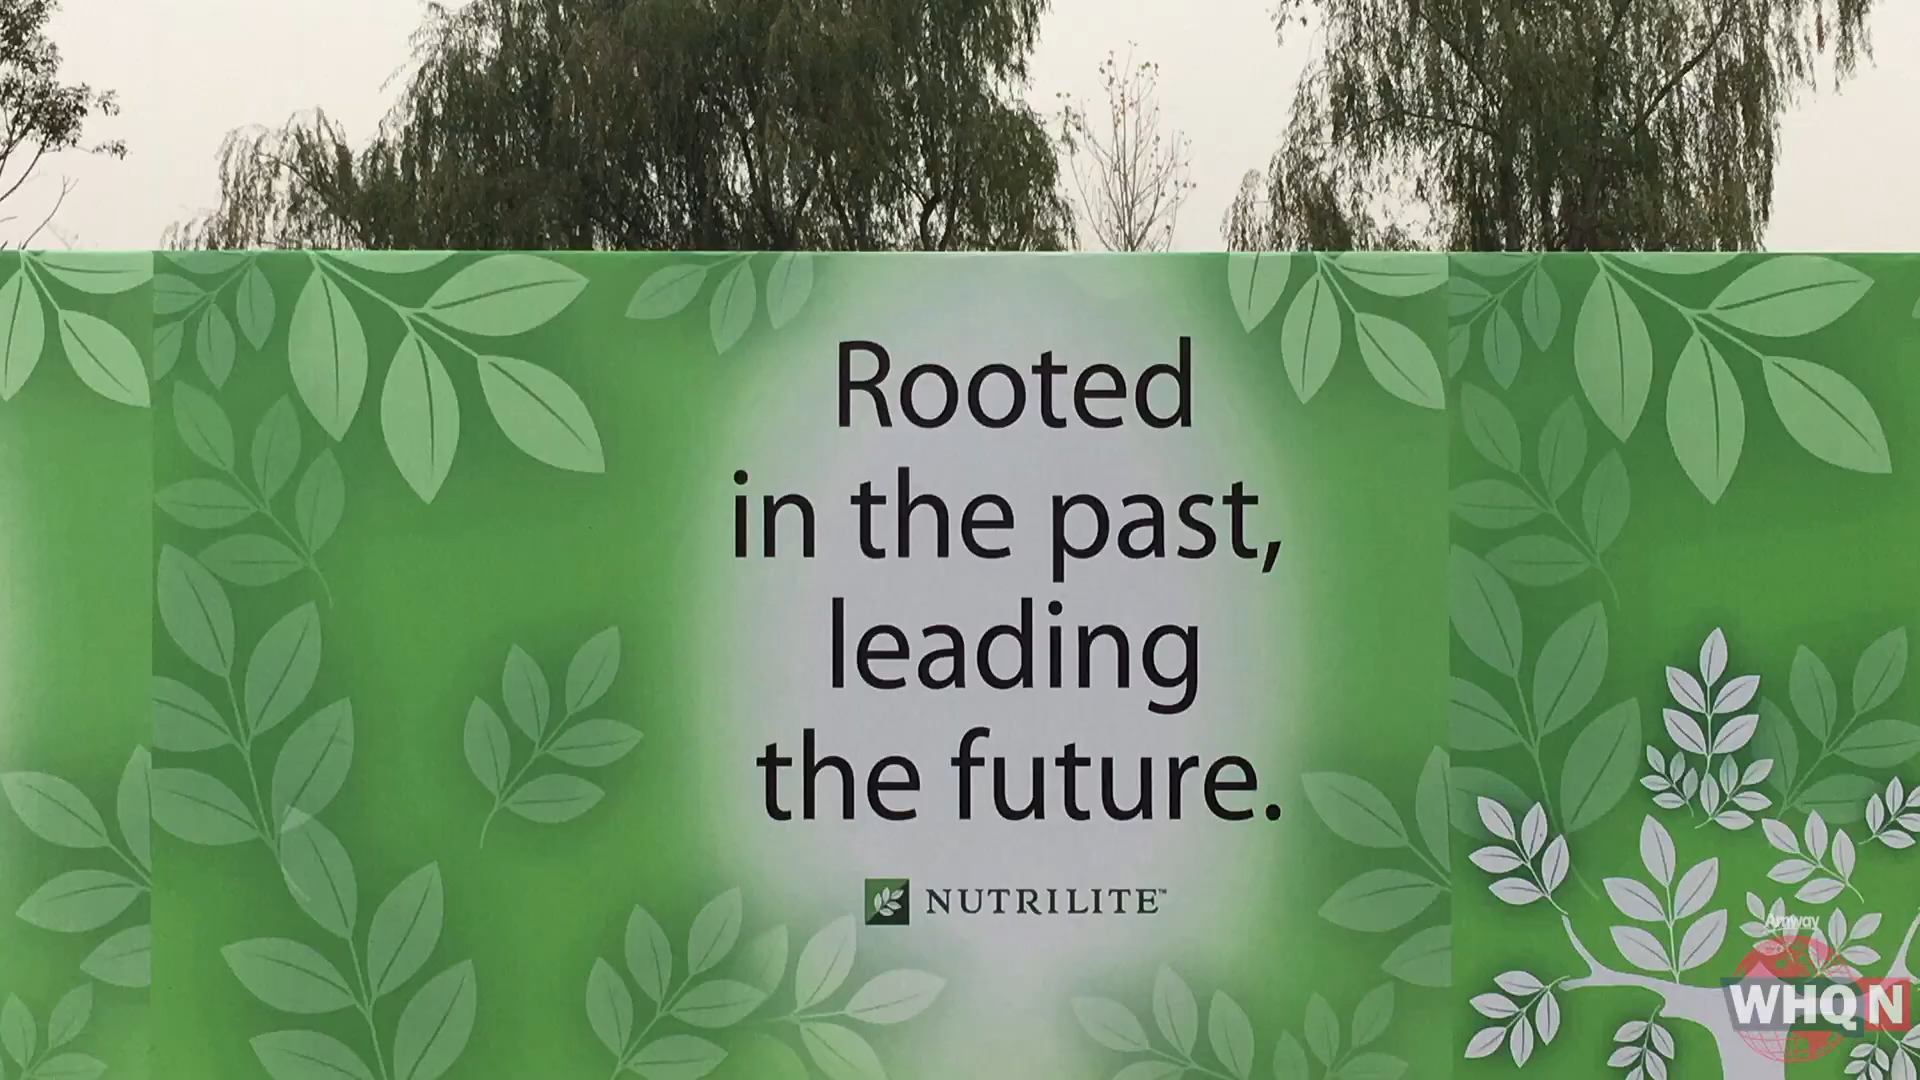 Rooted
in the past,
leading
the future.
NUTRILITE™
Amway
WHQN